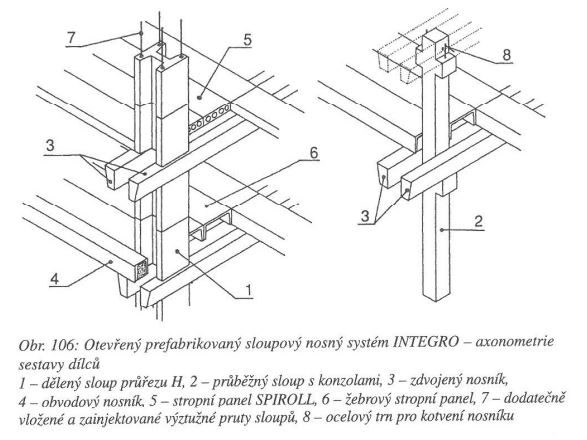 7
5
8
3
6
3
2
4
1
Obr. 106: Otevřený prefabrikovaný sloupový nosný systém INTEGRO – axonometrie
sestavy dílců
1 – dělený sloup průřezu H, 2 – průběžný sloup s konzolami, 3 – zdvojený nosník,
4 – obvodový nosník, 5 – stropní panel SPIROLL, 6 – žebrový stropní panel, 7 – dodatečně
vložené a zainjektované výztužné pruty sloupů, 8 – ocelový trn pro kotvení nosníku